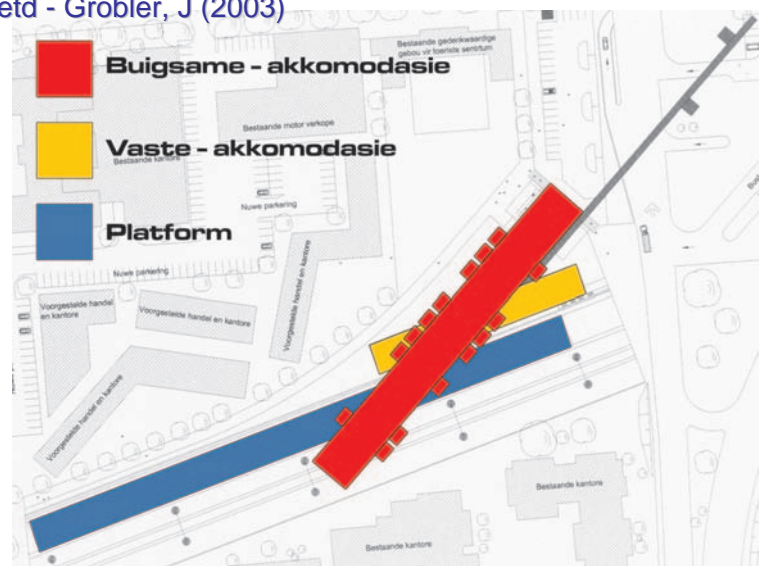 etd - Grobler, J (2003)
Buigsame - akkomodasie
Vaste - akkomodasie
Platform
Bestaande gedenkwaardige
gebou vir toeriste sentrum
Bestaande motor verkope
Bestaande kantore
Nuwe parkering
Nuwe parkering
Voorgestelde handel
en kantore
Voorgestelde handel en kantore
Voorgestelde handel en kantore
Voorgestelde handel en kantore
Bestaande kantore
Bestaande kantore